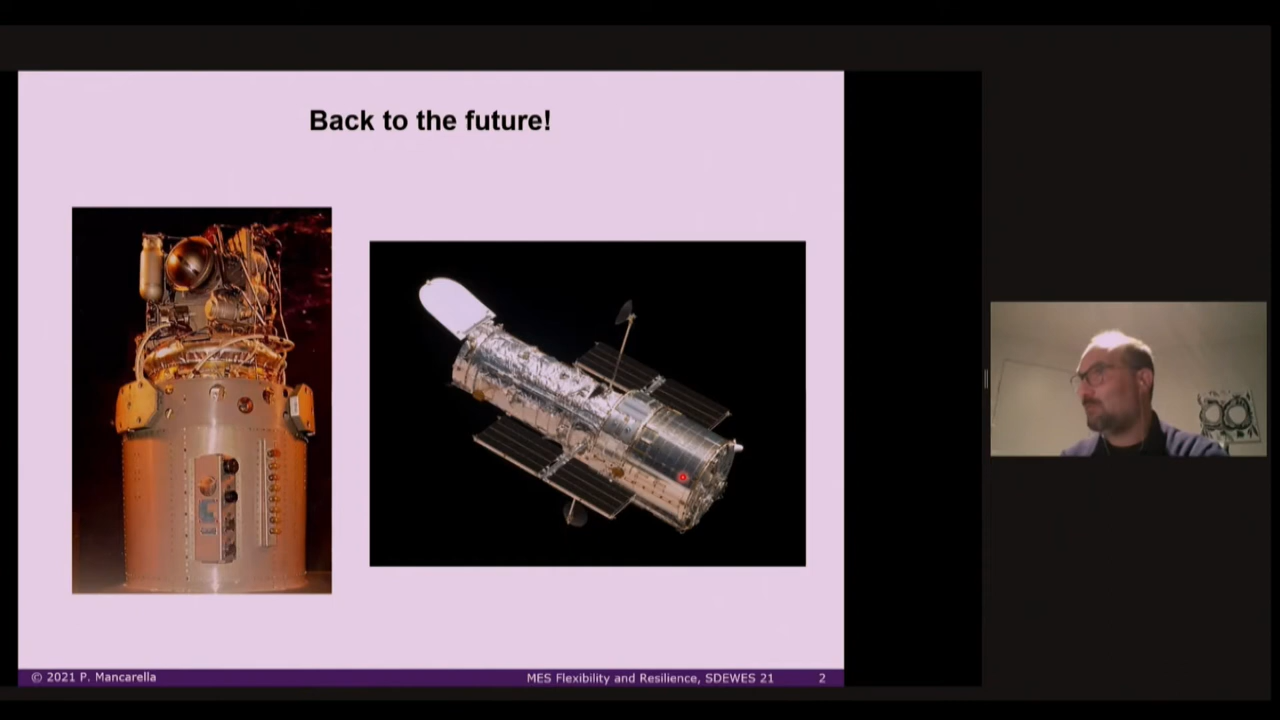 Back to the future!
© 2021 P. Mancarella
MES Flexibility and Resilience, SDEWES 21
2